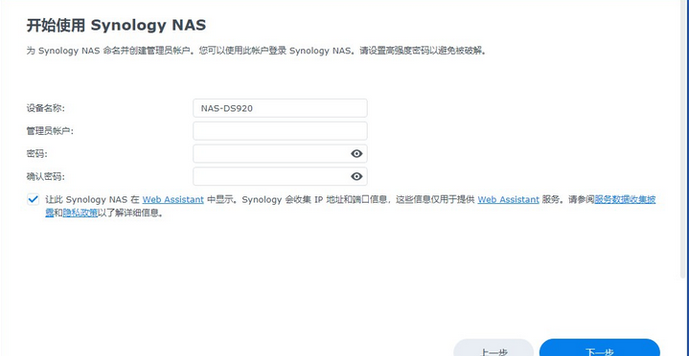 开始使用 Synology NAS
为 Synology NAS 命名并创建管理员帐户。您可以使用此帐户登录 Synology NAS。请设置高强度密码以避免被破解。
设备名称:
NAS-DS920
管理员帐户:
密码:
确认密码:
让此 Synology NAS 在 Web Assistant 中显示。Synology 会收集 IP 地址和端口信息，这些信息仅用于提供 Web Assistant 服务。请参阅服务数据收集披
露和隐私政策以了解详细信息。
上一步
下一步